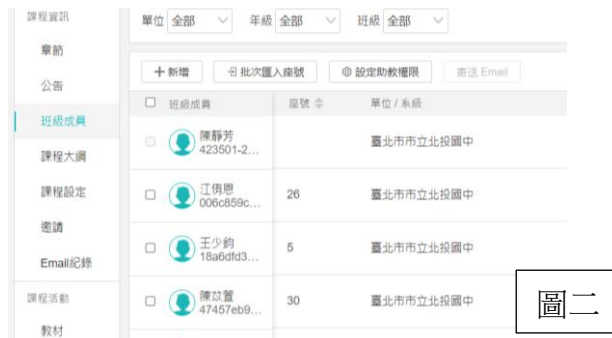 課程資訊
單位 全部 年級 全部 班級 全部
章節
公告
+ 新增 批次匯入座號 設定助教權限 寄送 Email
班級成員
班級成員 座號 單位 / 系級
陳靜芳
423501-2...
臺北市市立北投國中
課程大綱
課程設定
江侑恩
006c859c...
26 臺北市市立北投國中
邀請
Email紀錄
王少鈞
18a6dfd3...
5 臺北市市立北投國中
課程活動
陳苡萱
47457eb9...
30 臺北市市立北投國中
教材
圖二